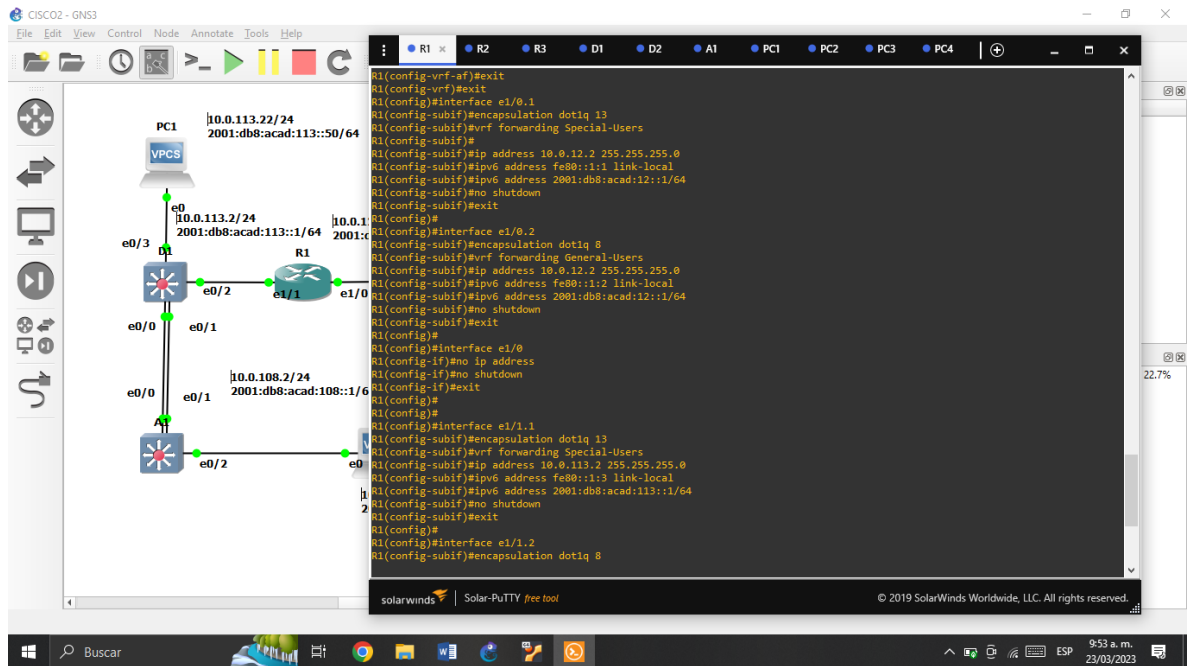 CISCO2 - GNS3
File Edit View Control Node Annotate Tools Help
R1 × R2 R3 D1 D2 A1 PC1 PC2 PC3 PC4
R1(config-vrf-af)#exit
R1(config-vrf)#exit
R1(config)#interface e1/0.1
R1(config-subif)#encapsulation dot1q 13
R1(config-subif)#vrf forwarding Special-Users
R1(config-subif)#
R1(config-subif)#ip address 10.0.12.2 255.255.255.0
R1(config-subif)#ipv6 address fe80::1:1 link-local
R1(config-subif)#ipv6 address 2001:db8:acad:12::1/64
R1(config-subif)#no shutdown
R1(config-subif)#exit
R1(config)#
R1(config)#interface e1/0.2
R1(config-subif)#encapsulation dot1q 8
R1(config-subif)#vrf forwarding General-Users
R1(config-subif)#ip address 10.0.12.2 255.255.255.0
R1(config-subif)#ipv6 address fe80::1:2 link-local
R1(config-subif)#ipv6 address 2001:db8:acad:12::1/64
R1(config-subif)#no shutdown
R1(config-subif)#exit
R1(config)#
R1(config)#interface e1/0
R1(config-if)#no ip address
R1(config-if)#no shutdown
R1(config-if)#exit
R1(config)#
R1(config)#
R1(config)#interface e1/1.1
R1(config-subif)#encapsulation dot1q 13
R1(config-subif)#vrf forwarding Special-Users
R1(config-subif)#ip address 10.0.113.2 255.255.255.0
R1(config-subif)#ipv6 address fe80::1:3 link-local
R1(config-subif)#ipv6 address 2001:db8:acad:113::1/64
R1(config-subif)#no shutdown
R1(config-subif)#exit
R1(config)#
R1(config)#interface e1/1.2
R1(config-subif)#encapsulation dot1q 8
solarwinds Solar-PuTTY free tool
© 2019 SolarWinds Worldwide, LLC. All rights reserved.
10.0.113.22/24
2001:db8:acad:113::50/64
PC1
VPCS
e0
10.0.113.2/24
2001:db8:acad:113::1/64
10.0.1
2001:
e0/3
D1
R1
e0/2
e1/1
e1/0
e0/0
e0/1
10.0.108.2/24
2001:db8:acad:108::1/6
e0/0
e0/1
A1
e0/2
e0
22.7%
Buscar
ESP
9:53 a. m.
23/03/2023